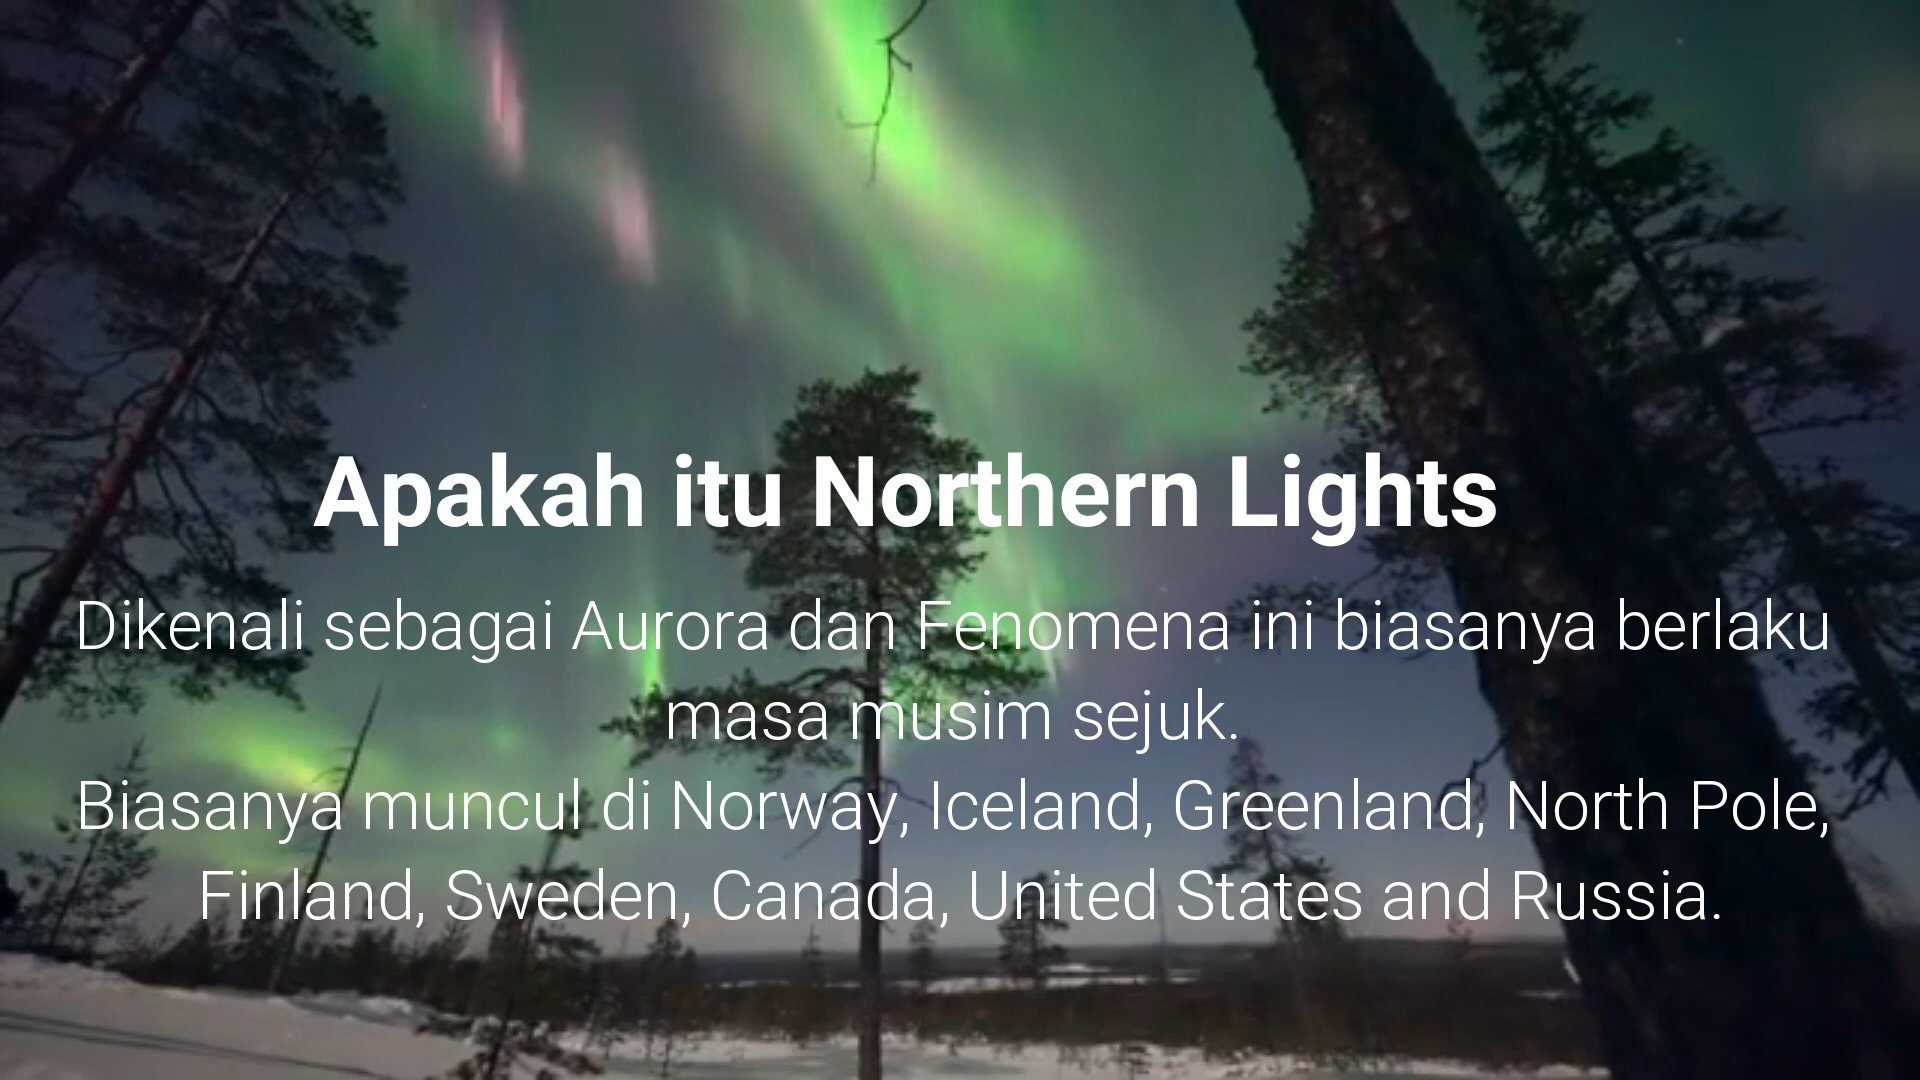 Apakah itu Northern Lights
Dikenali sebagai Aurora dan Fenomena ini biasanya berlaku
masa musim sejuk.
Biasanya muncul di Norway, Iceland, Greenland, North Pole,
Finland, Sweden, Canada, United States and Russia.